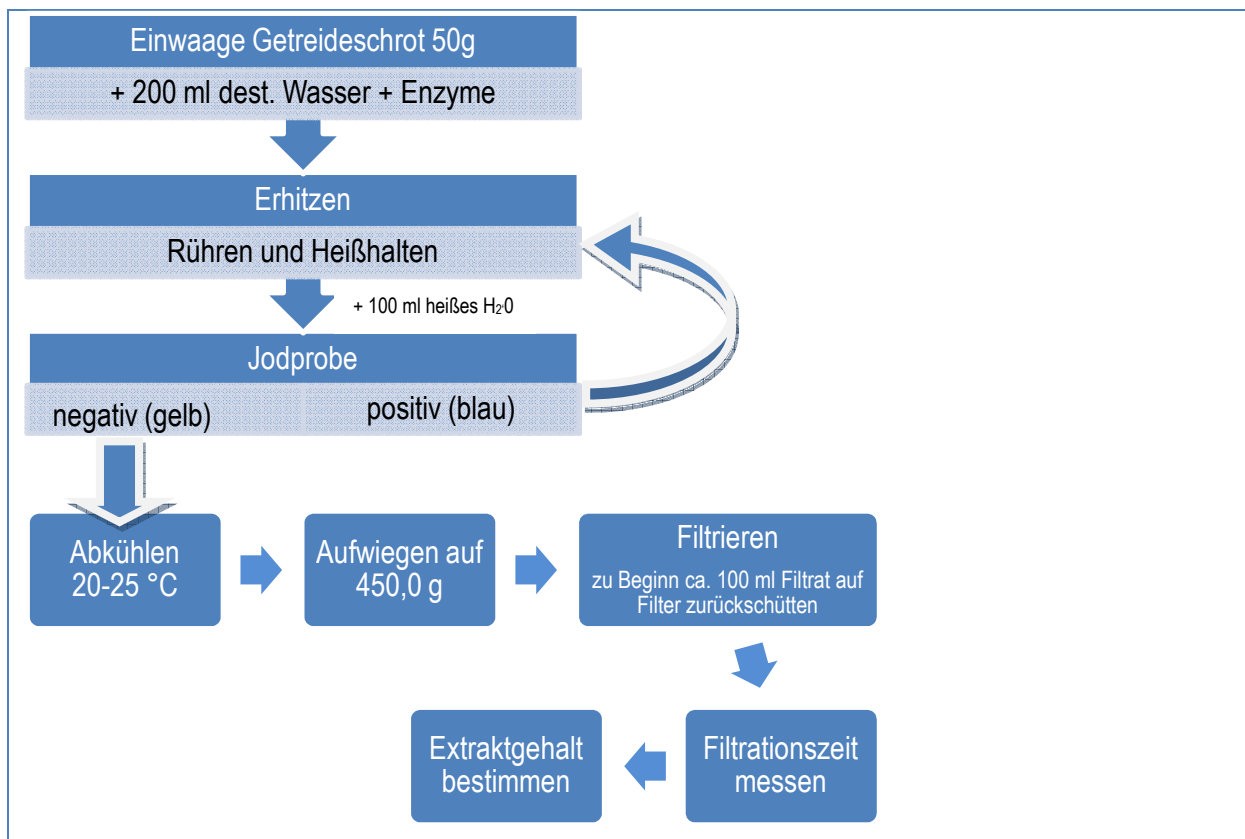 Einwaage Getreideschrot 50g
+ 200 ml dest. Wasser + Enzyme
Erhitzen
Rühren und Heißhalten
+ 100 ml heißes H₂0
Jodprobe
negativ (gelb)
positiv (blau)
Abkühlen
20-25 °C
Aufwiegen auf
450,0 g
Filtrieren
zu Beginn ca. 100 ml Filtrat auf
Filter zurückschütten
Filtrationszeit
messen
Extraktgehalt
bestimmen